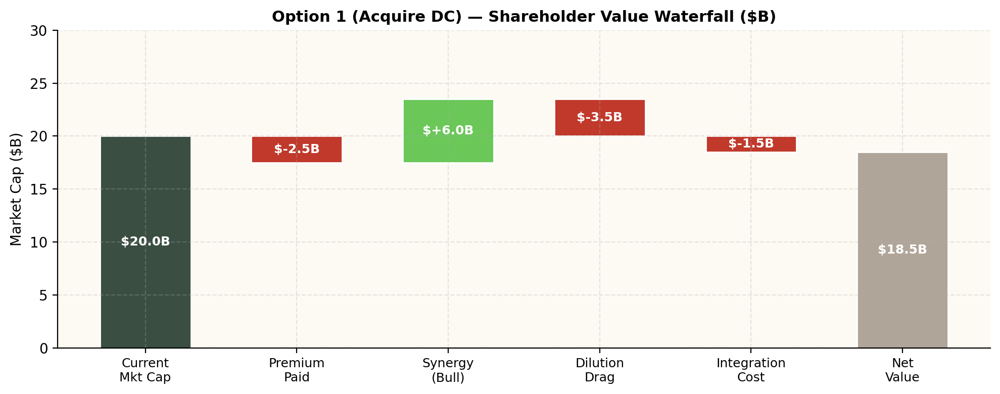 Option 1 (Acquire DC) — Shareholder Value Waterfall ($B)
Market Cap ($B)
30
25
20
15
10
5
0
$20.0B
$-2.5B
$+6.0B
$-3.5B
$-1.5B
$18.5B
Current
Mkt Cap
Premium
Paid
Synergy
(Bull)
Dilution
Drag
Integration
Cost
Net
Value